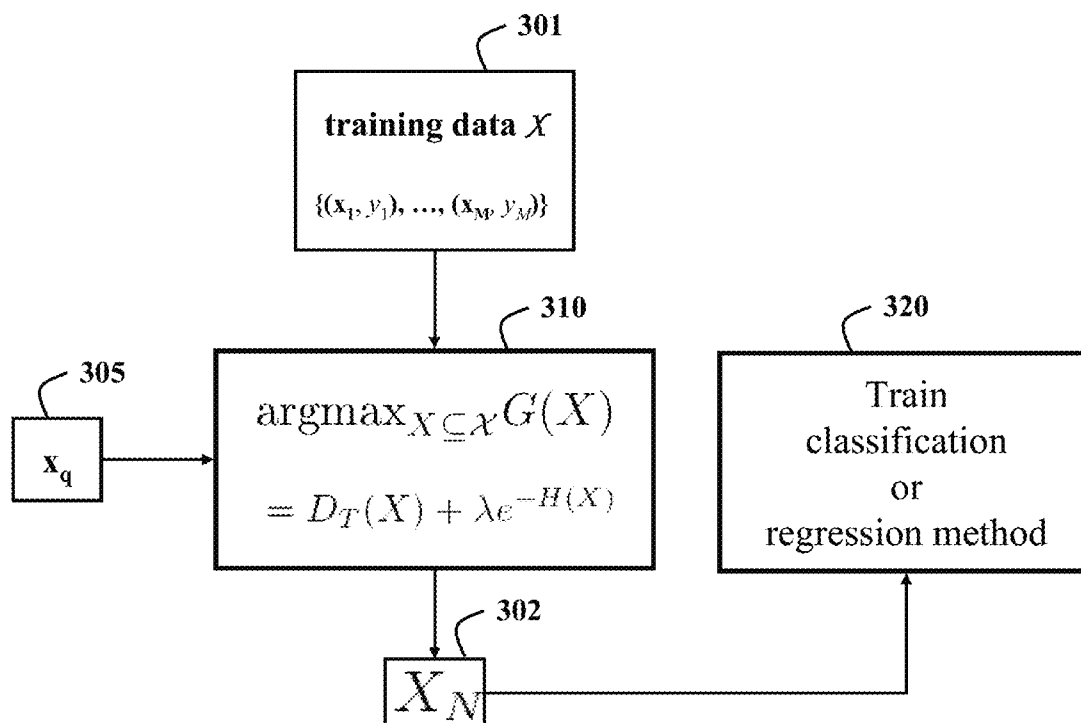 301
training data 𝒳
{(x₁, y₁), …, (x_M, y_M)}
310
argmax_{X⊆𝒳} G(X)
= D_T(X) + λe^{−H(X)}
305
x_q
320
Train
classification
or
regression method
302
X_N